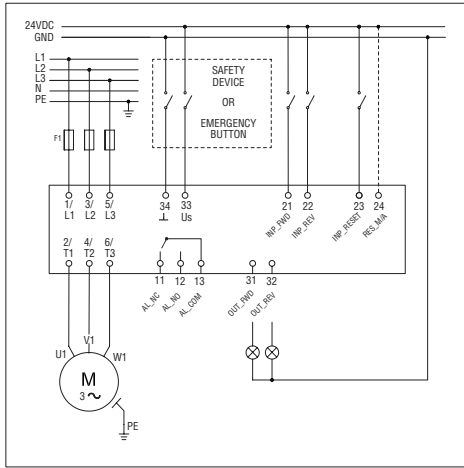 24VDC
GND
L1
L2
L3
N
PE
SAFETY
DEVICE
OR
EMERGENCY
BUTTON
F1
1/ 3/ 5/ 34 33 21 22 23 24
L1 L2 L3 ⊥ Us INP_FWD INP_REV INP_RESET RES_M/A
2/ 4/ 6/
T1 T2 T3
11 12 13 31 32
AL_NC AL_NO AL_COM OUT_FWD OUT_REV
U1 V1 W1
M
3 ~
PE